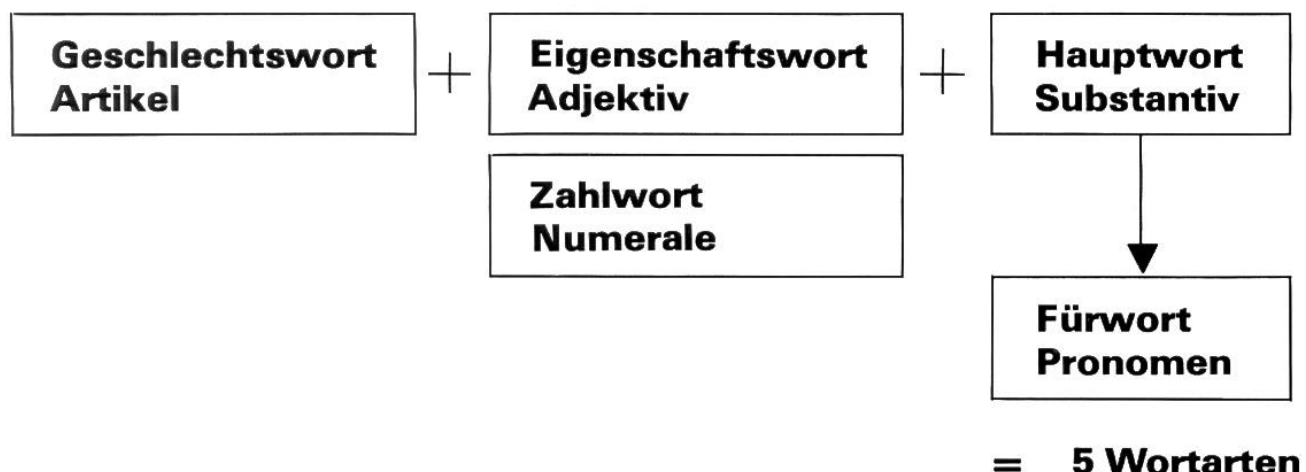 Geschlechtswort
Artikel
+
Eigenschaftswort
Adjektiv
+
Hauptwort
Substantiv
Zahlwort
Numerale
Fürwort
Pronomen
= 5 Wortarten